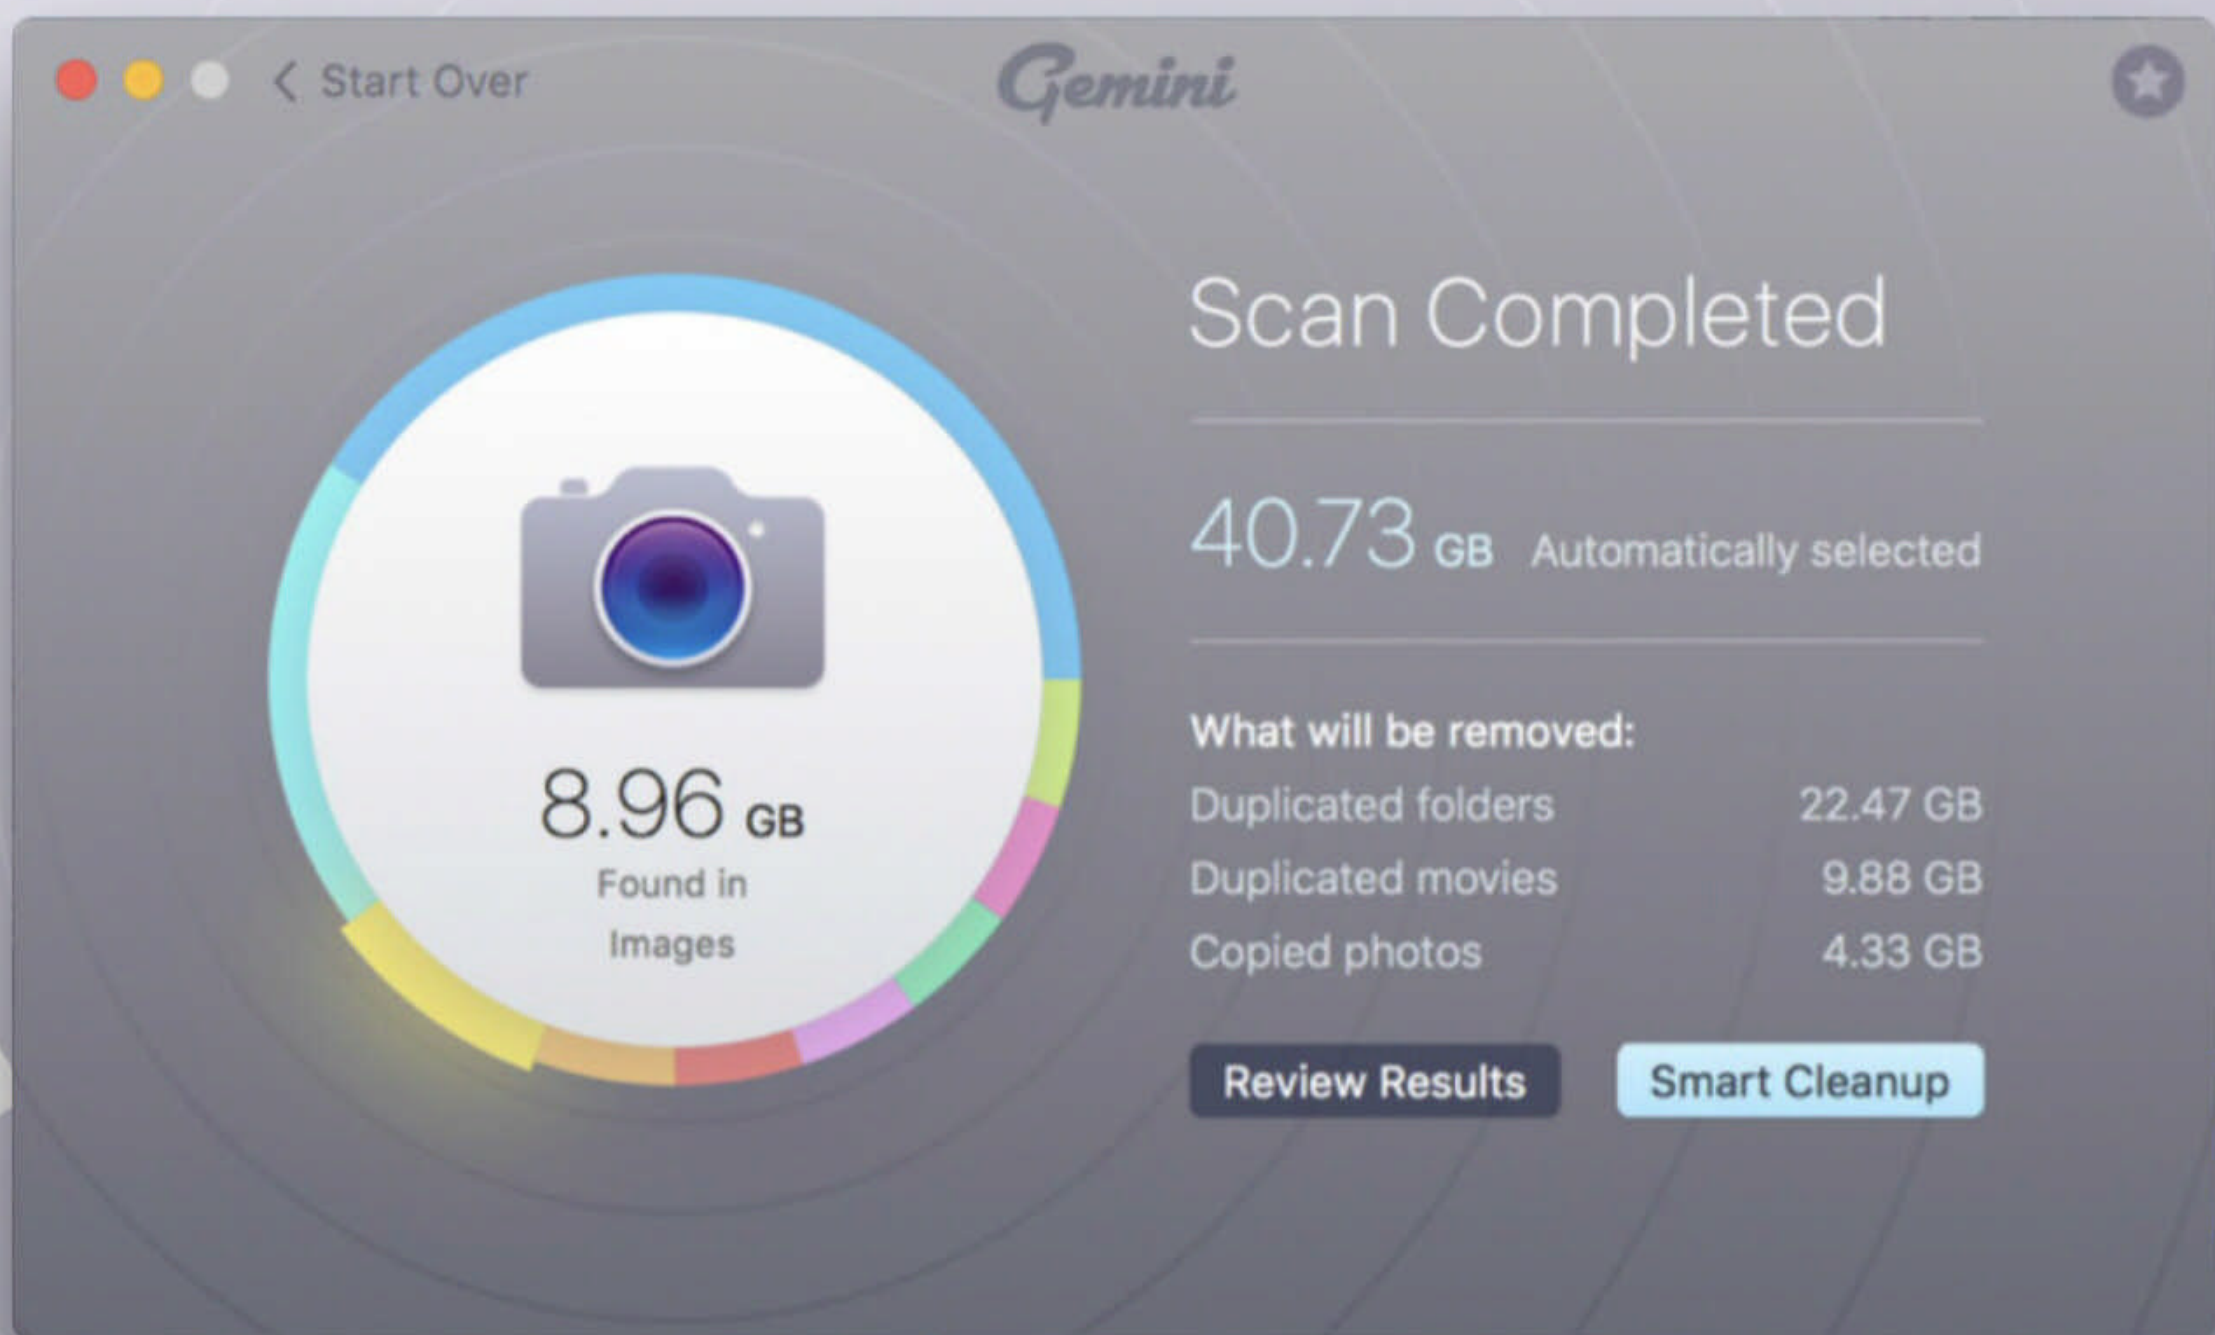 Start Over
Gemini
Scan Completed
40.73 GB Automatically selected
8.96 GB
Found in
Images
What will be removed:
Duplicated folders 22.47 GB
Duplicated movies 9.88 GB
Copied photos 4.33 GB
Review Results
Smart Cleanup